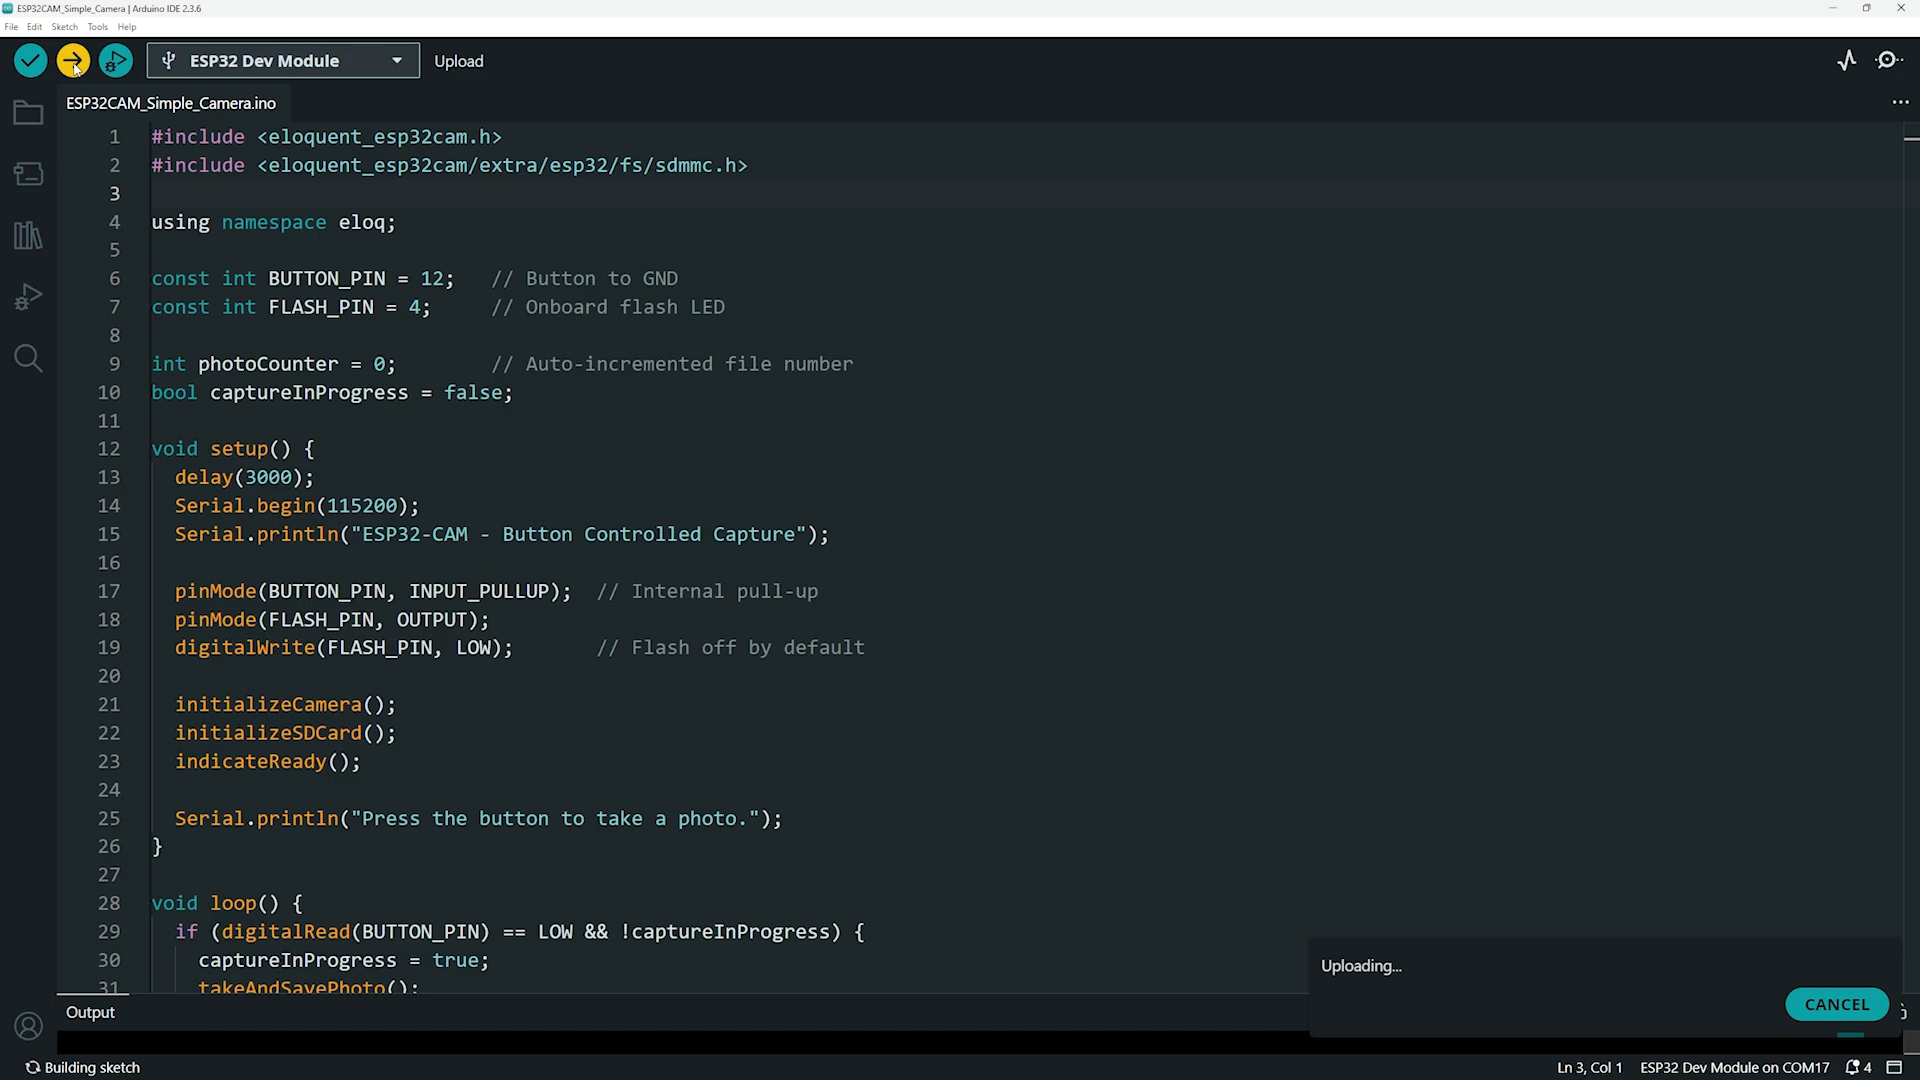 ESP32CAM_Simple_Camera | Arduino IDE 2.3.6
File Edit Sketch Tools Help
ESP32 Dev Module Upload
ESP32CAM_Simple_Camera.ino
1 #include <eloquent_esp32cam.h>
2 #include <eloquent_esp32cam/extra/esp32/fs/sdmmc.h>
3
4 using namespace eloq;
5
6 const int BUTTON_PIN = 12; // Button to GND
7 const int FLASH_PIN = 4; // Onboard flash LED
8
9 int photoCounter = 0; // Auto-incremented file number
10 bool captureInProgress = false;
11
12 void setup() {
13 delay(3000);
14 Serial.begin(115200);
15 Serial.println("ESP32-CAM - Button Controlled Capture");
16
17 pinMode(BUTTON_PIN, INPUT_PULLUP); // Internal pull-up
18 pinMode(FLASH_PIN, OUTPUT);
19 digitalWrite(FLASH_PIN, LOW); // Flash off by default
20
21 initializeCamera();
22 initializeSDCard();
23 indicateReady();
24
25 Serial.println("Press the button to take a photo.");
26 }
27
28 void loop() {
29 if (digitalRead(BUTTON_PIN) == LOW && !captureInProgress) {
30 captureInProgress = true;
31 takeAndSavePhoto();
Uploading...
CANCEL
Output
Building sketch
Ln 3, Col 1 ESP32 Dev Module on COM17 4